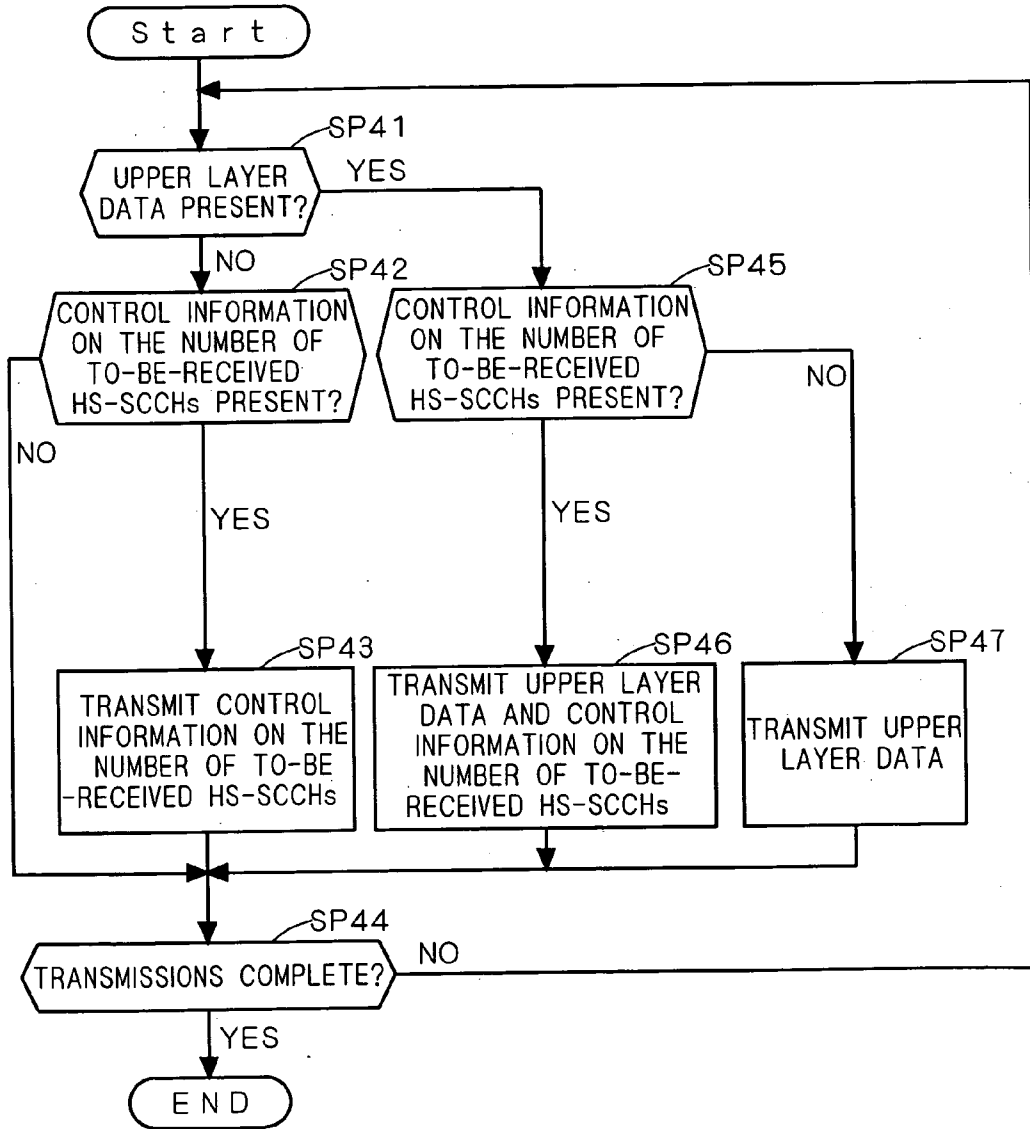 Start
SP41
UPPER LAYER
DATA PRESENT?
YES
NO
SP42
SP45
CONTROL INFORMATION
ON THE NUMBER OF
TO-BE-RECEIVED
HS-SCCHs PRESENT?
CONTROL INFORMATION
ON THE NUMBER OF
TO-BE-RECEIVED
HS-SCCHs PRESENT?
NO
NO
YES
YES
SP43
SP46
SP47
TRANSMIT CONTROL
INFORMATION ON THE
NUMBER OF TO-BE
-RECEIVED HS-SCCHs
TRANSMIT UPPER LAYER
DATA AND CONTROL
INFORMATION ON THE
NUMBER OF TO-BE-
RECEIVED HS-SCCHs
TRANSMIT UPPER
LAYER DATA
SP44
TRANSMISSIONS COMPLETE?
NO
YES
END